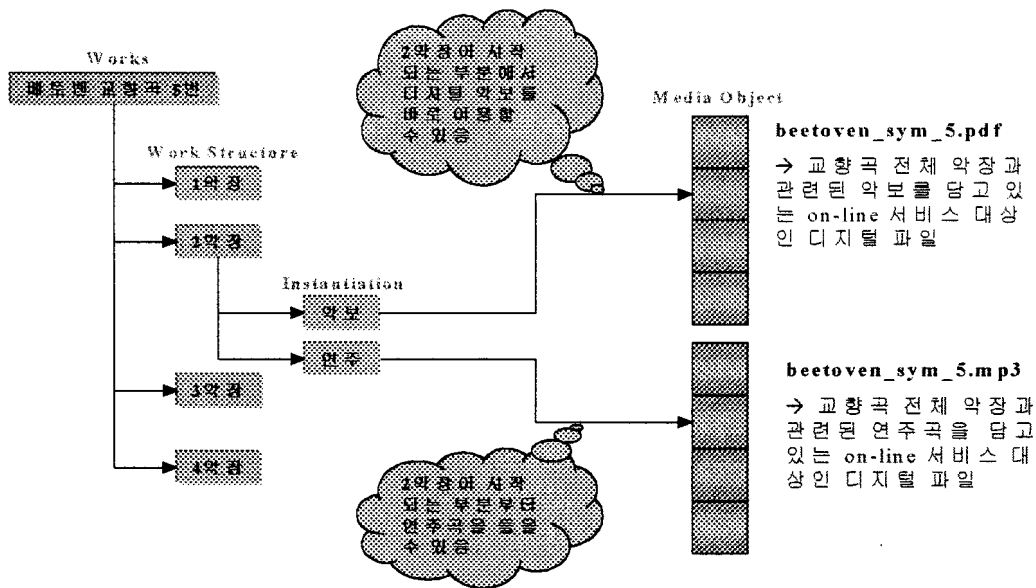 Works
베토벤 교향곡 5번
Work Structure
1악장
2악장
Instantiation
악보
연주
3악장
4악장
2악장이 시작
되는 부분에서
디지털 악보를
바로 이용할
수 있음
Media Object
beetoven_sym_5.pdf
→ 교향곡 전체 악장과
관련된 악보를 담고 있
는 on-line 서비스 대상
인 디지털 파일
2악장이 시작
되는 부분부터
연주곡을 들을
수 있음
beetoven_sym_5.mp3
→ 교향곡 전체 악장과
관련된 연주곡을 담고
있는 on-line 서비스 대
상인 디지털 파일